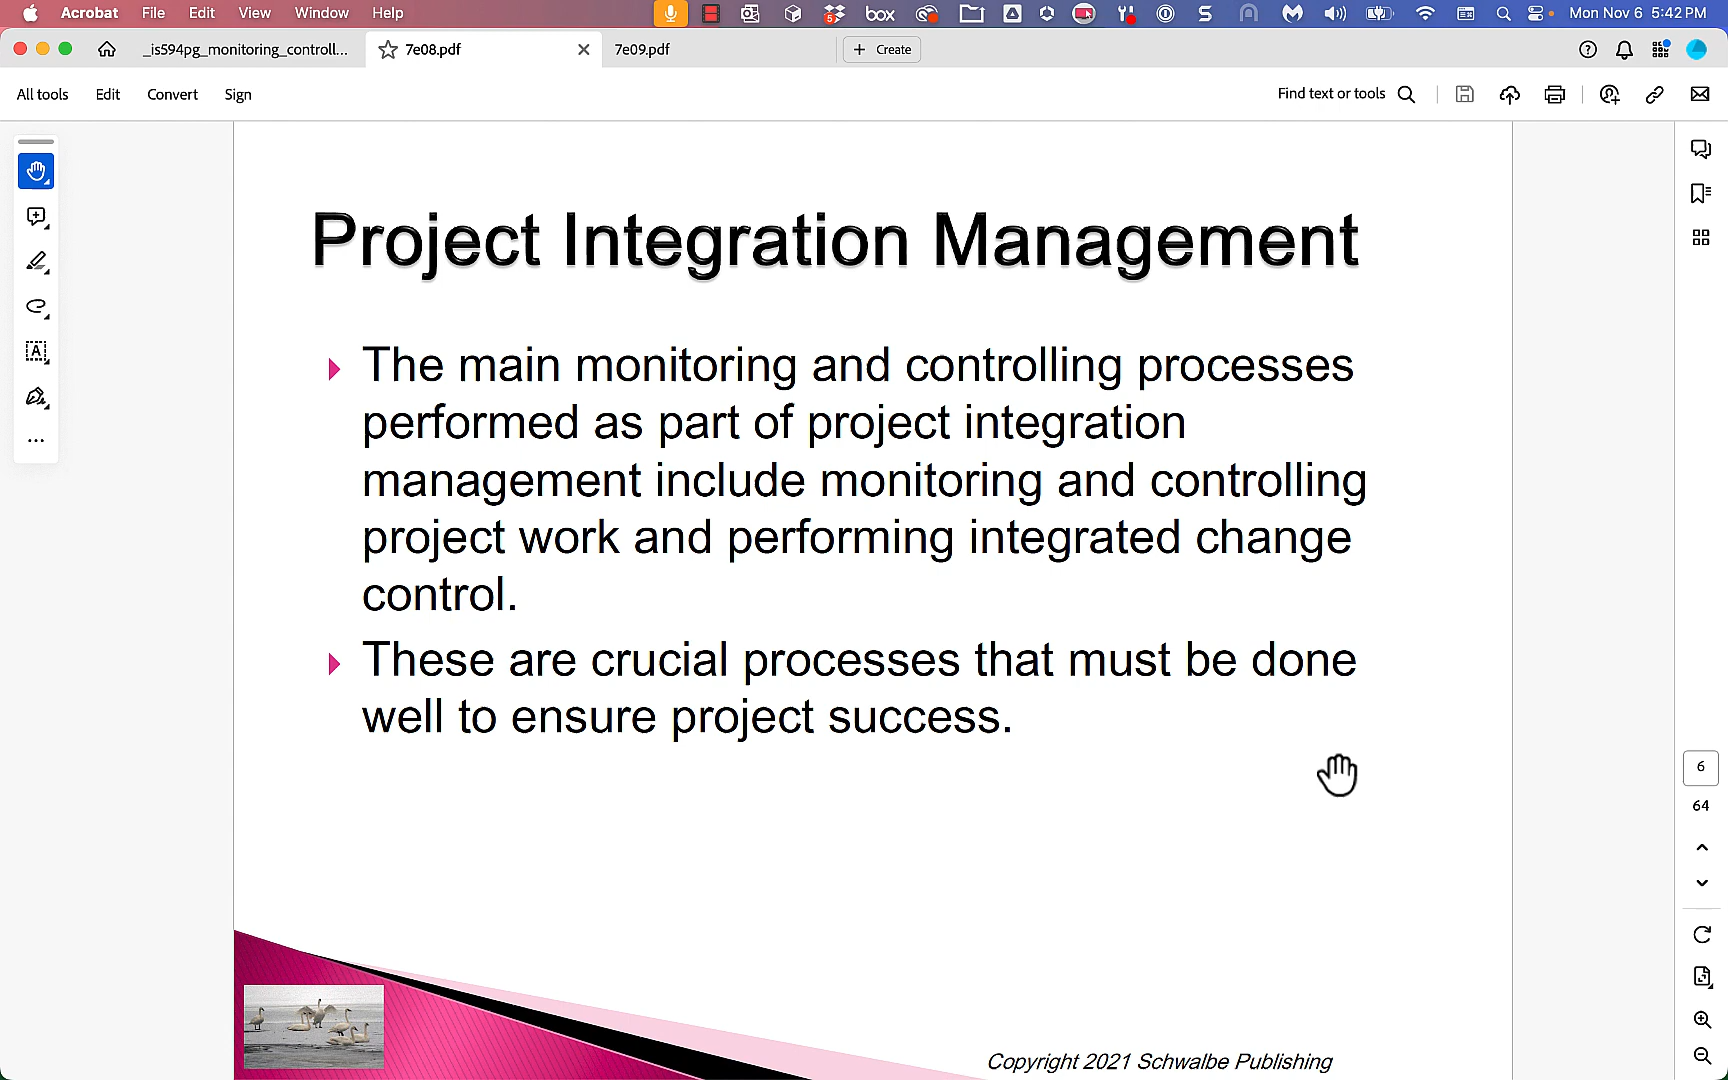 Acrobat File Edit View Window Help
5 box Mon Nov 6 5:42 PM
_is594pg_monitoring_controll... 7e08.pdf 7e09.pdf Create
All tools Edit Convert Sign Find text or tools
Project Integration Management
The main monitoring and controlling processes
performed as part of project integration
management include monitoring and controlling
project work and performing integrated change
control.
These are crucial processes that must be done
well to ensure project success.
6
64
Copyright 2021 Schwalbe Publishing